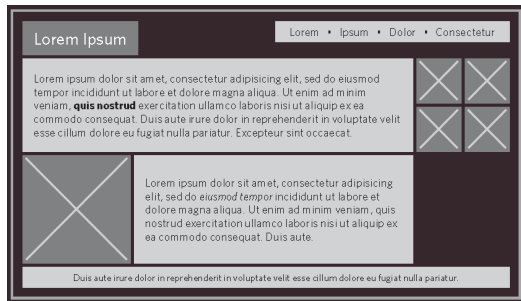 Lorem Ipsum
Lorem • Ipsum • Dolor • Consectetur
Lorem ipsum dolor sit amet, consectetur adipisicing elit, sed do eiusmod
tempor incididunt ut labore et dolore magna aliqua. Ut enim ad minim
veniam, quis nostrud exercitation ullamco laboris nisi ut aliquip ex ea
commodo consequat. Duis aute irure dolor in reprehenderit in voluptate velit
esse cillum dolore eu fugiat nulla pariatur. Excepteur sint occaecat.
Lorem ipsum dolor sit amet, consectetur adipisicing
elit, sed do eiusmod tempor incididunt ut labore et
dolore magna aliqua. Ut enim ad minim veniam, quis
nostrud exercitation ullamco laboris nisi ut aliquip ex
ea commodo consequat. Duis aute.
Duis aute irure dolor in reprehenderit in voluptate velit esse cillum dolore eu fugiat nulla pariatur.